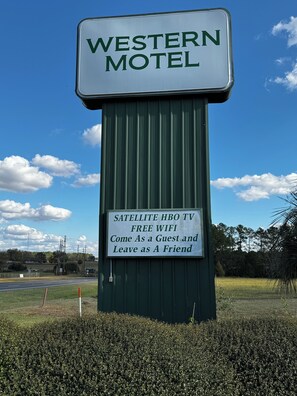 WESTERN
MOTEL
SATELLITE HBO TV
FREE WIFI
Come As a Guest and
Leave as A Friend